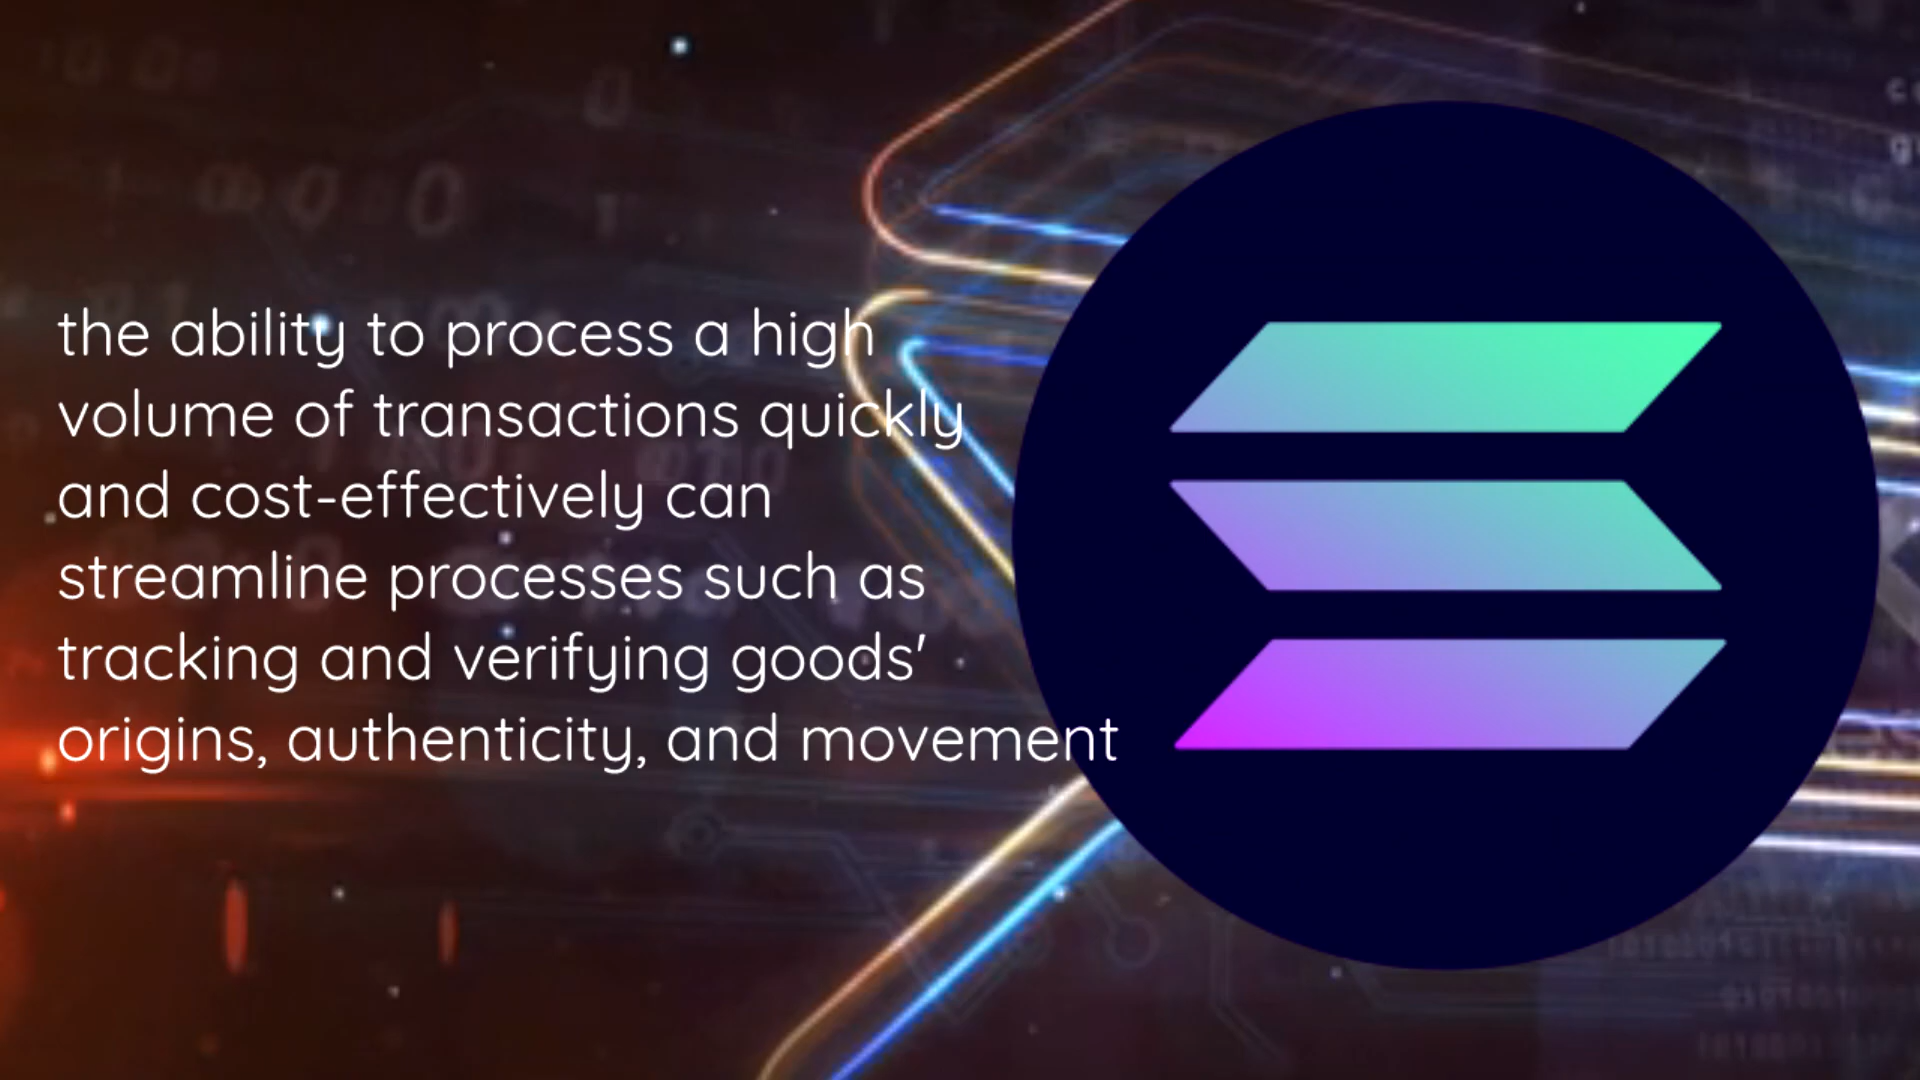 the ability to process a high
volume of transactions quickly
and cost-effectively can
streamline processes such as
tracking and verifying goods'
origins, authenticity, and movement